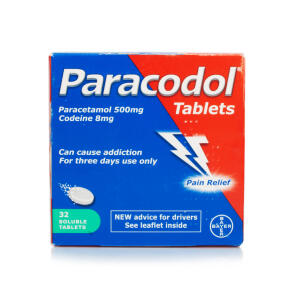 Paracodol
Tablets
Paracetamol 500mg
Codeine 8mg
Can cause addiction
For three days use only
Pain Relief
32
SOLUBLE
TABLETS
NEW advice for drivers
See leaflet inside
BAYER